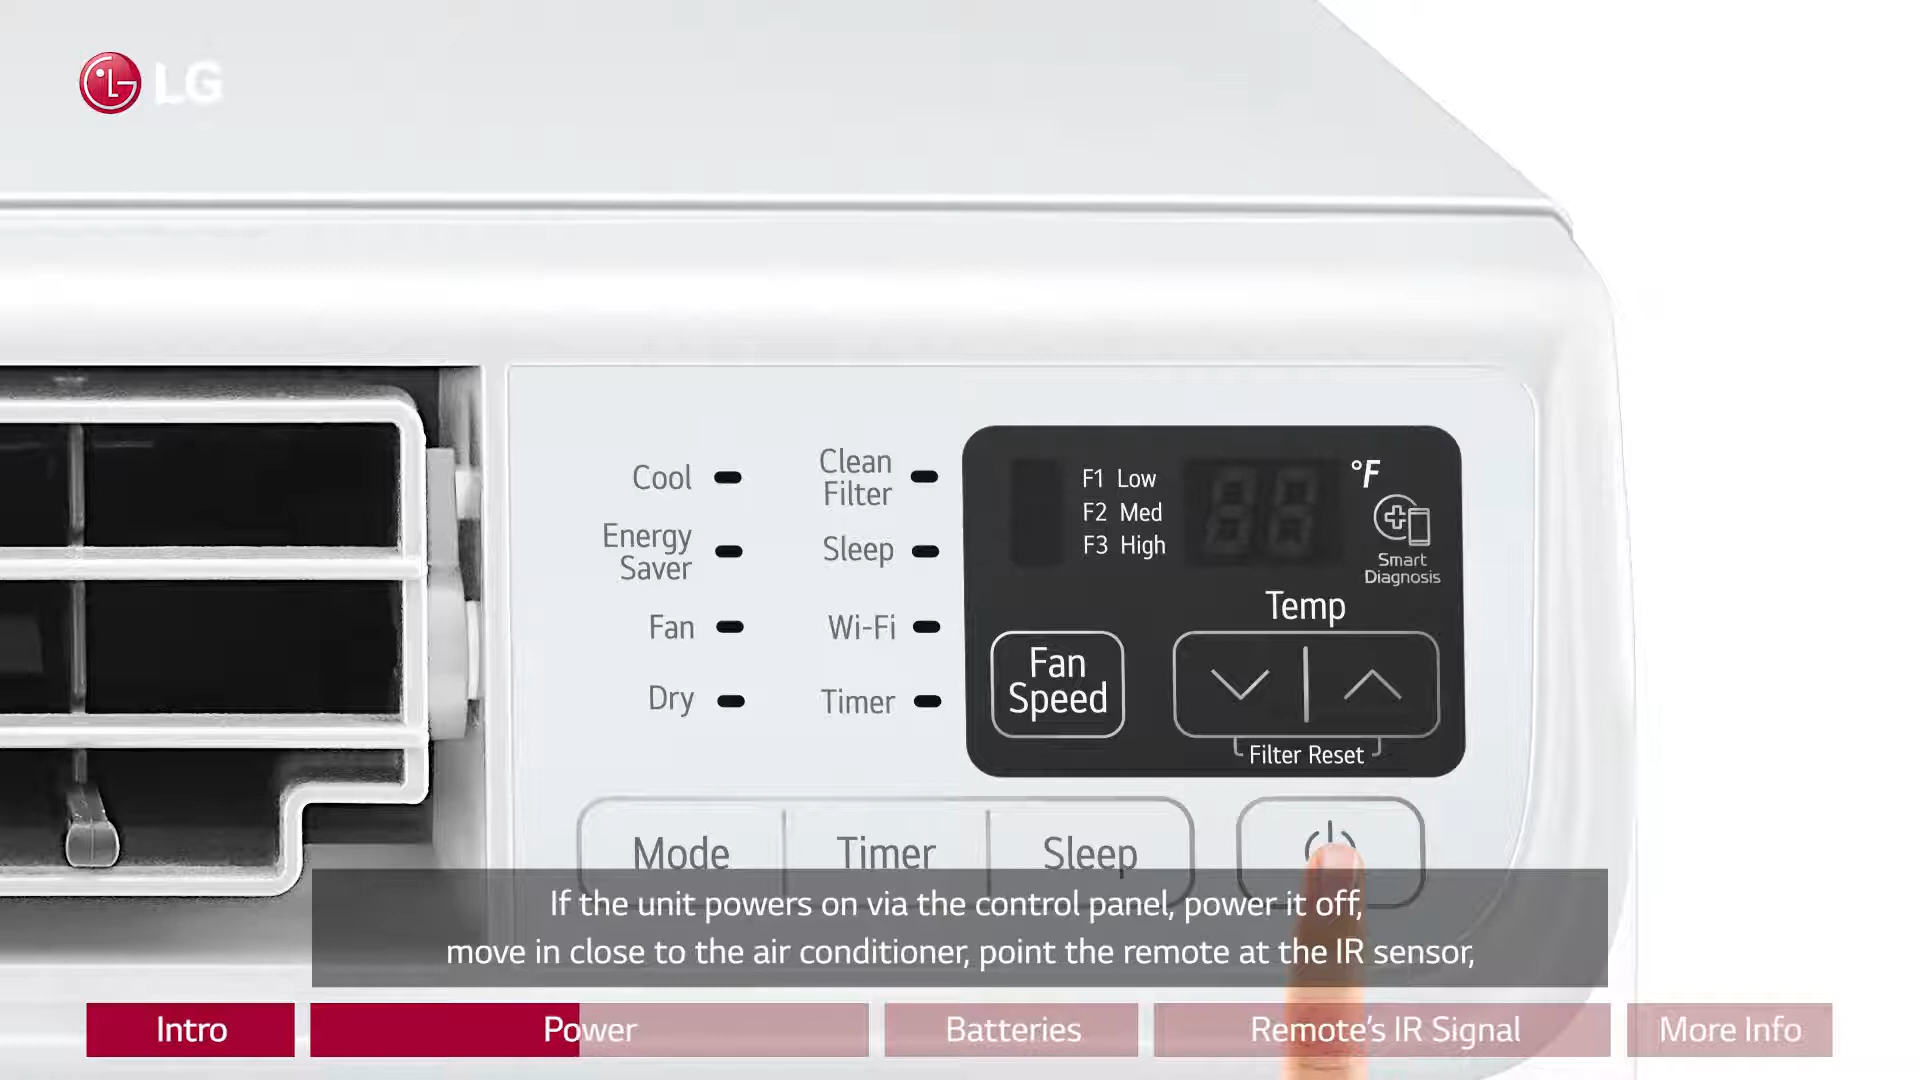 LG
Cool
Clean
Filter
Energy
Saver
Sleep
Fan
Wi-Fi
Dry
Timer
F1 Low
F2 Med
F3 High
88
°F
Smart
Diagnosis
Temp
Fan
Speed
Filter Reset
Mode
Timer
Sleep
If the unit powers on via the control panel, power it off,
move in close to the air conditioner, point the remote at the IR sensor,
Intro
Power
Batteries
Remote’s IR Signal
More Info